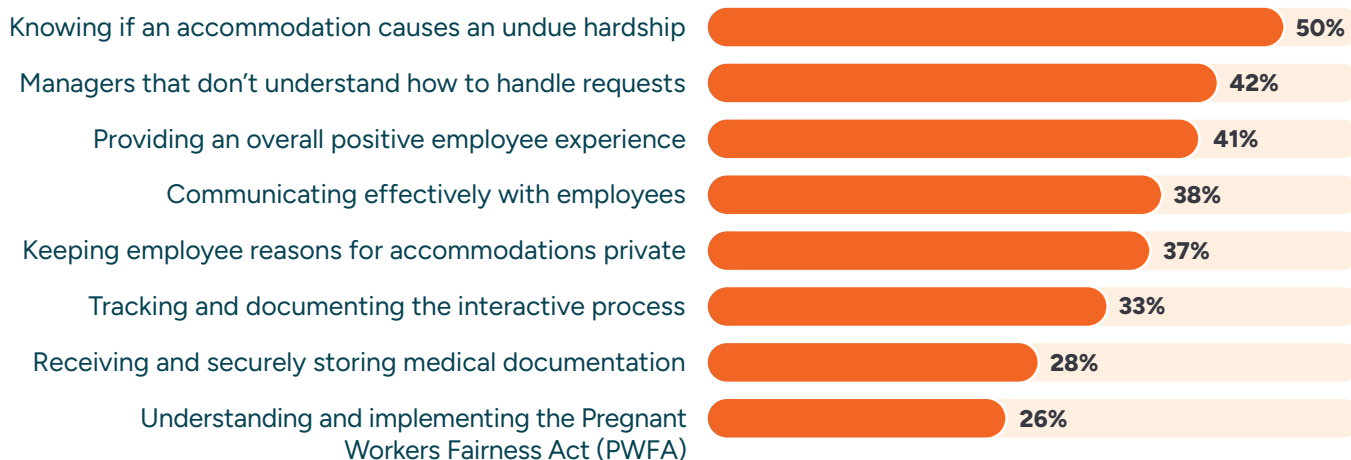 Knowing if an accommodation causes an undue hardship 50%
Managers that don’t understand how to handle requests 42%
Providing an overall positive employee experience 41%
Communicating effectively with employees 38%
Keeping employee reasons for accommodations private 37%
Tracking and documenting the interactive process 33%
Receiving and securely storing medical documentation 28%
Understanding and implementing the Pregnant 26%
Workers Fairness Act (PWFA)